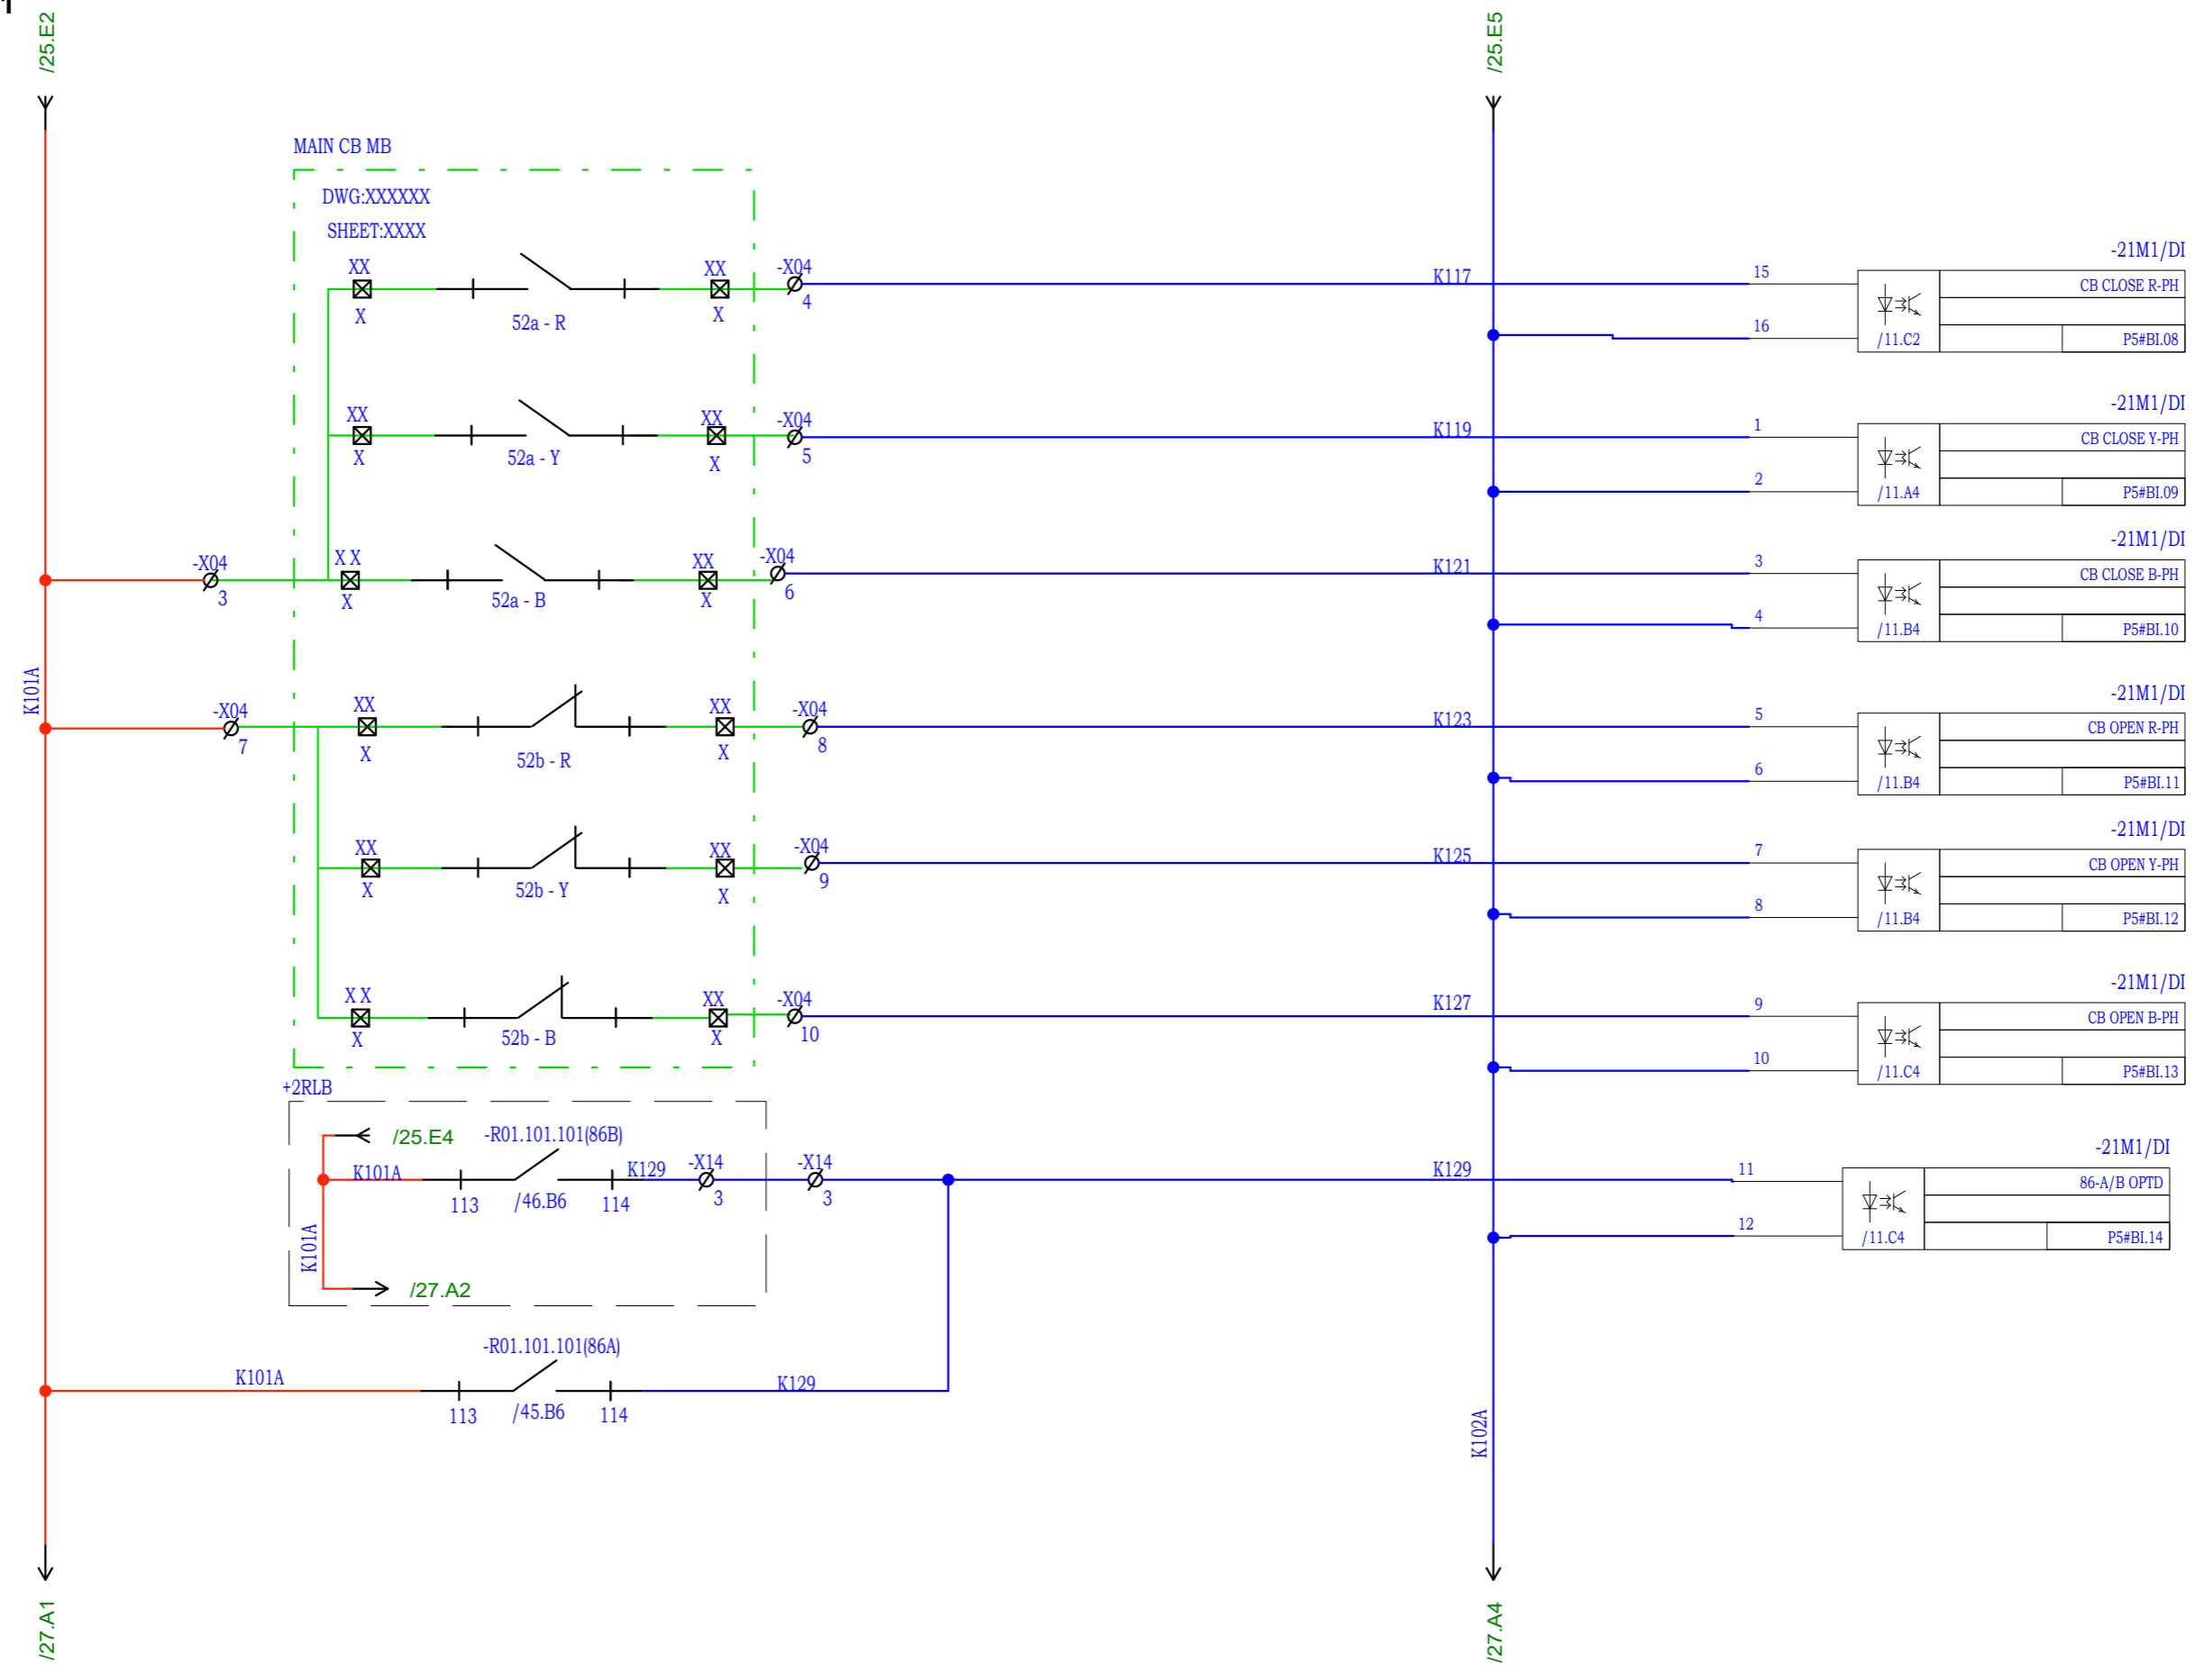 1
/25.E2
/25.E5
MAIN CB MB
DWG:XXXXXX
SHEET:XXXX
XX
X
52a - R
XX
X
-X04
4
K117
15
16
-21M1/DI
CB CLOSE R-PH
/11.C2
P5#BI.08
XX
X
52a - Y
XX
X
-X04
5
K119
1
2
-21M1/DI
CB CLOSE Y-PH
/11.A4
P5#BI.09
-X04
3
X X
X
52a - B
XX
X
-X04
6
K121
3
4
-21M1/DI
CB CLOSE B-PH
/11.B4
P5#BI.10
K101A
-X04
7
XX
X
52b - R
XX
X
-X04
8
K123
5
6
-21M1/DI
CB OPEN R-PH
/11.B4
P5#BI.11
XX
X
52b - Y
XX
X
-X04
9
K125
7
8
-21M1/DI
CB OPEN Y-PH
/11.B4
P5#BI.12
X X
X
52b - B
XX
X
-X04
10
K127
9
10
-21M1/DI
CB OPEN B-PH
/11.C4
P5#BI.13
+2RLB
/25.E4
-R01.101.101(86B)
K101A
113
/46.B6
114
K129
-X14
3
-X14
3
K129
11
12
-21M1/DI
86-A/B OPTD
/11.C4
P5#BI.14
K101A
/27.A2
-R01.101.101(86A)
K101A
113
/45.B6
114
K129
K102A
/27.A1
/27.A4